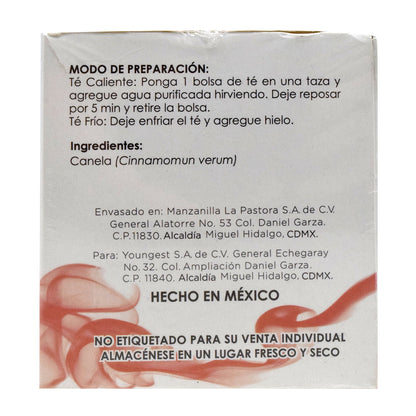 MODO DE PREPARACIÓN:
Té Caliente: Ponga 1 bolsa de té en una taza y
agregue agua purificada hirviendo. Deje reposar
por 5 min y retire la bolsa.
Té Frío: Deje enfriar el té y agregue hielo.
Ingredientes:
Canela (Cinnamomun verum)
Envasado en: Manzanilla La Pastora S.A. de C.V.
General Alatorre No. 53 Col. Daniel Garza.
C.P. 11830. Alcaldía Miguel Hidalgo, CDMX.
Para: Youngest S.A. de C.V. General Echegaray
No. 32. Col. Ampliación Daniel Garza.
C.P. 11840. Alcaldía Miguel Hidalgo, CDMX.
HECHO EN MÉXICO
NO ETIQUETADO PARA SU VENTA INDIVIDUAL
ALMACÉNESE EN UN LUGAR FRESCO Y SECO